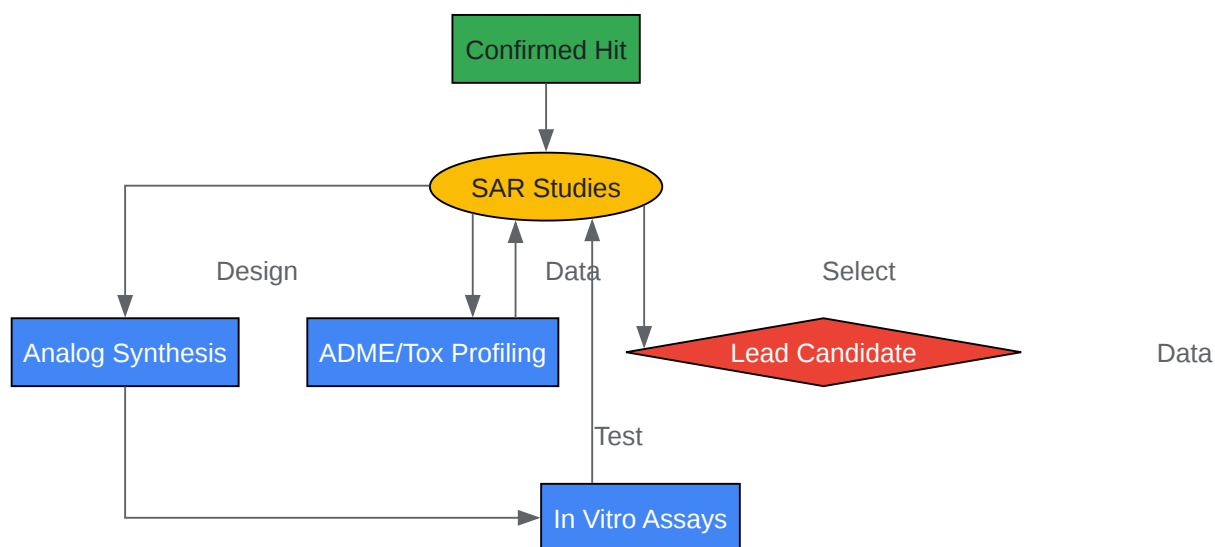 Confirmed Hit
SAR Studies
Design
Data
Select
Analog Synthesis
ADME/Tox Profiling
Lead Candidate
Data
Test
In Vitro Assays